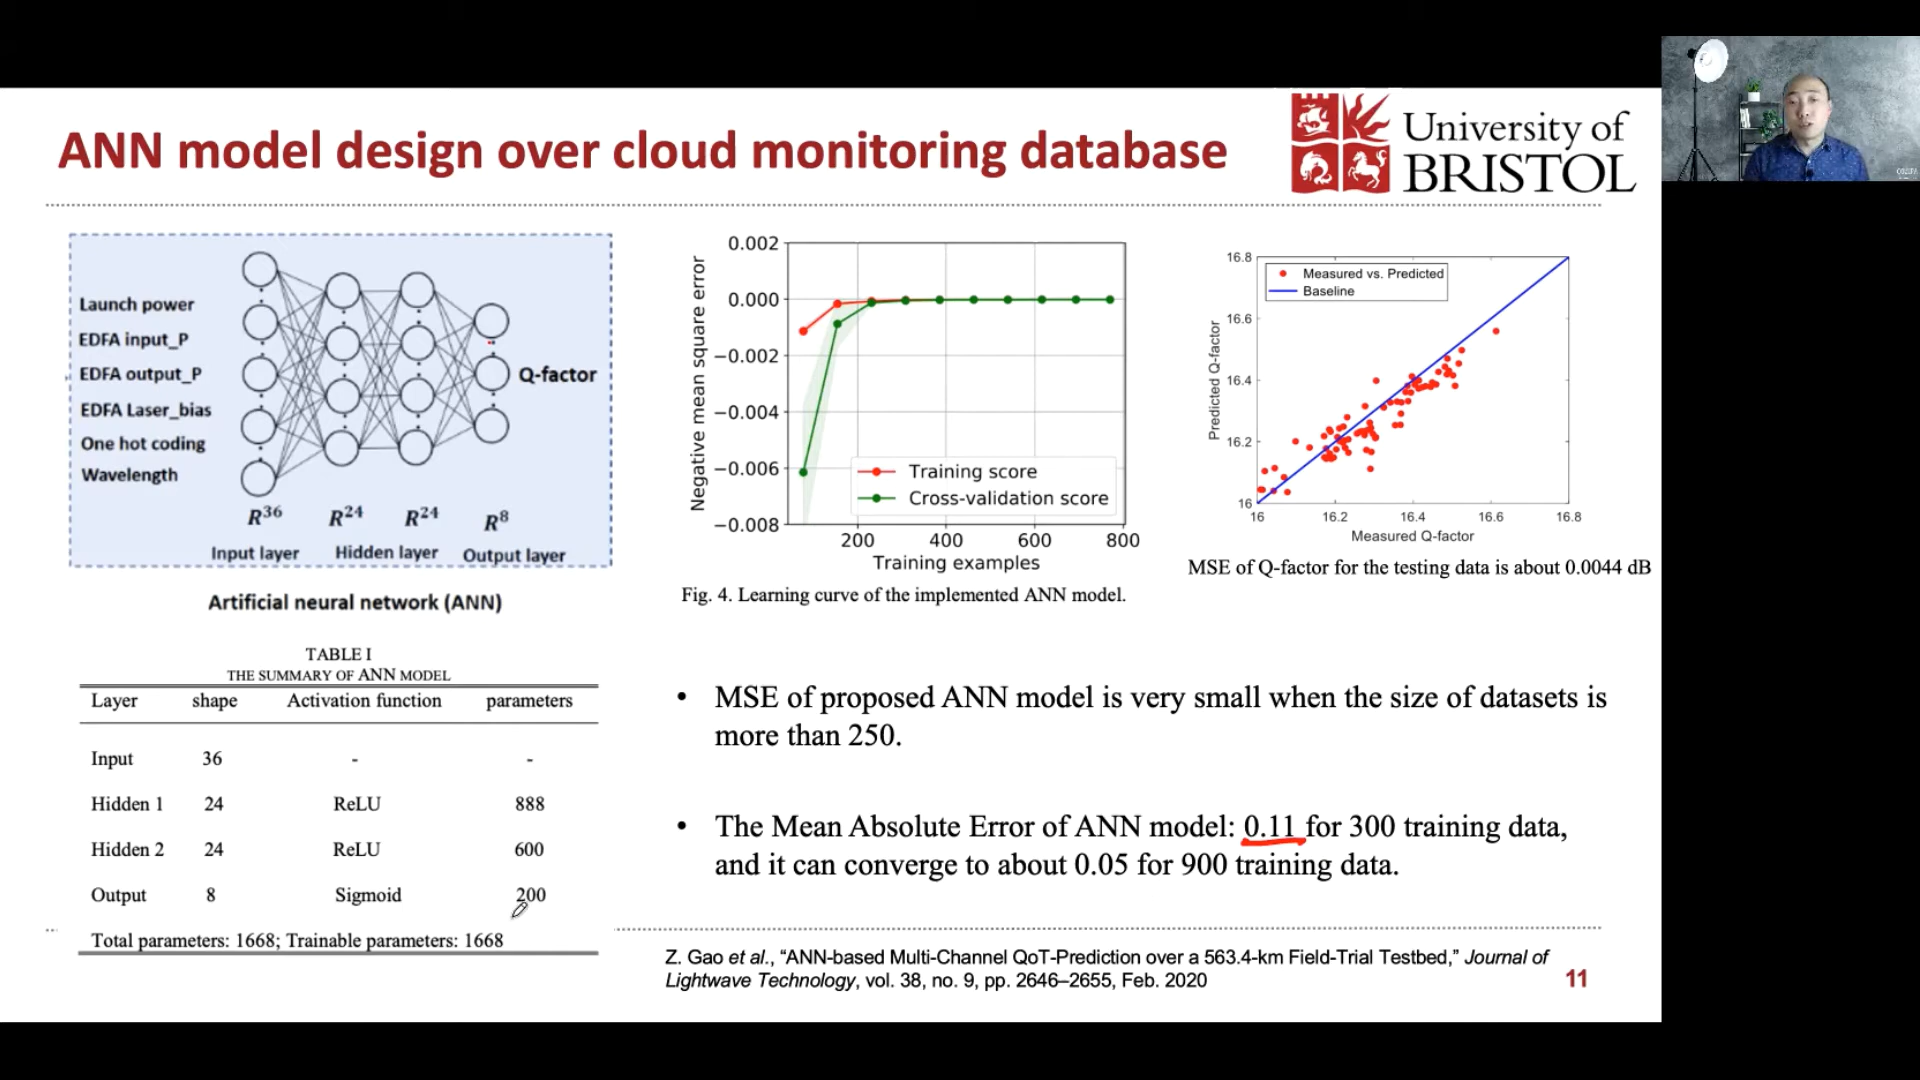 ANN model design over cloud monitoring database
University of
BRISTOL
Launch power
EDFA input_P
EDFA output_P
EDFA Laser_bias
One hot coding
Wavelength
Q-factor
R36 R24 R24 R8
Input layer Hidden layer Output layer
Artificial neural network (ANN)
TABLE I
THE SUMMARY OF ANN MODEL
Layer shape Activation function parameters
Input 36 - -
Hidden 1 24 ReLU 888
Hidden 2 24 ReLU 600
Output 8 Sigmoid 200
Total parameters: 1668; Trainable parameters: 1668
Negative mean square error
0.002
0.000
−0.002
−0.004
−0.006
−0.008
Training score
Cross-validation score
200 400 600 800
Training examples
Fig. 4. Learning curve of the implemented ANN model.
Predicted Q-factor
16.8
16.6
16.4
16.2
16
Measured vs. Predicted
Baseline
16 16.2 16.4 16.6 16.8
Measured Q-factor
MSE of Q-factor for the testing data is about 0.0044 dB
• MSE of proposed ANN model is very small when the size of datasets is
more than 250.
• The Mean Absolute Error of ANN model: 0.11 for 300 training data,
and it can converge to about 0.05 for 900 training data.
Z. Gao et al., “ANN-based Multi-Channel QoT-Prediction over a 563.4-km Field-Trial Testbed,” Journal of
Lightwave Technology, vol. 38, no. 9, pp. 2646–2655, Feb. 2020
11